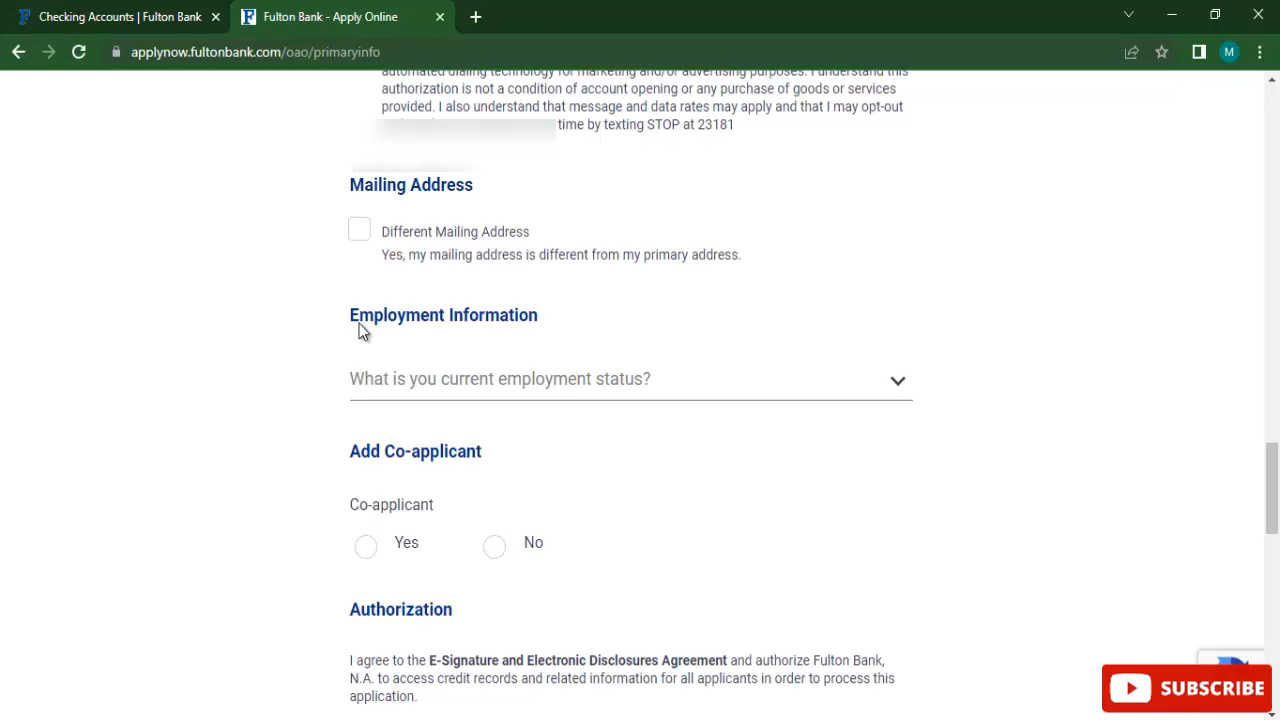 Checking Accounts | Fulton Bank
Fulton Bank - Apply Online
applynow.fultonbank.com/oao/primaryinfo
M
automated dialing technology for marketing and/or advertising purposes. I understand this
authorization is not a condition of account opening or any purchase of goods or services
provided. I also understand that message and data rates may apply and that I may opt-out
time by texting STOP at 23181
Mailing Address
Different Mailing Address
Yes, my mailing address is different from my primary address.
Employment Information
What is you current employment status?
Add Co-applicant
Co-applicant
Yes No
Authorization
I agree to the E-Signature and Electronic Disclosures Agreement and authorize Fulton Bank,
N.A. to access credit records and related information for all applicants in order to process this
application.
SUBSCRIBE